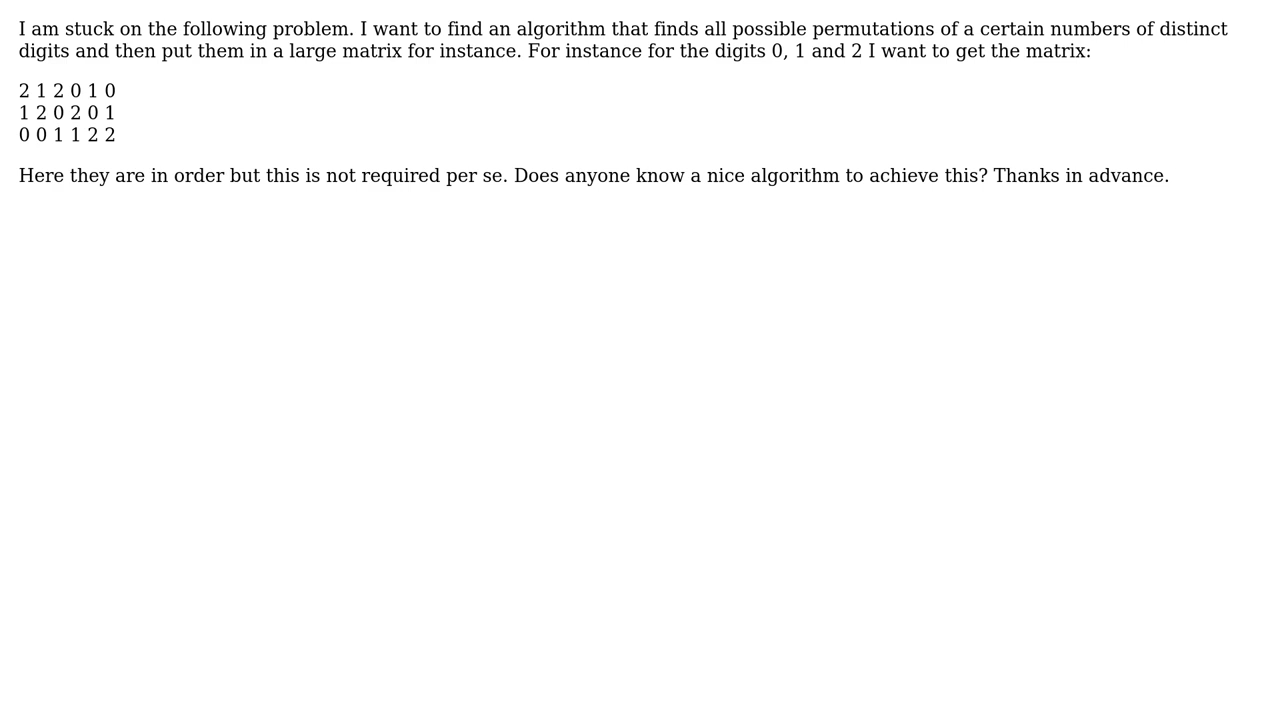 I am stuck on the following problem. I want to find an algorithm that finds all possible permutations of a certain numbers of distinct
digits and then put them in a large matrix for instance. For instance for the digits 0, 1 and 2 I want to get the matrix:
2 1 2 0 1 0
1 2 0 2 0 1
0 0 1 1 2 2
Here they are in order but this is not required per se. Does anyone know a nice algorithm to achieve this? Thanks in advance.